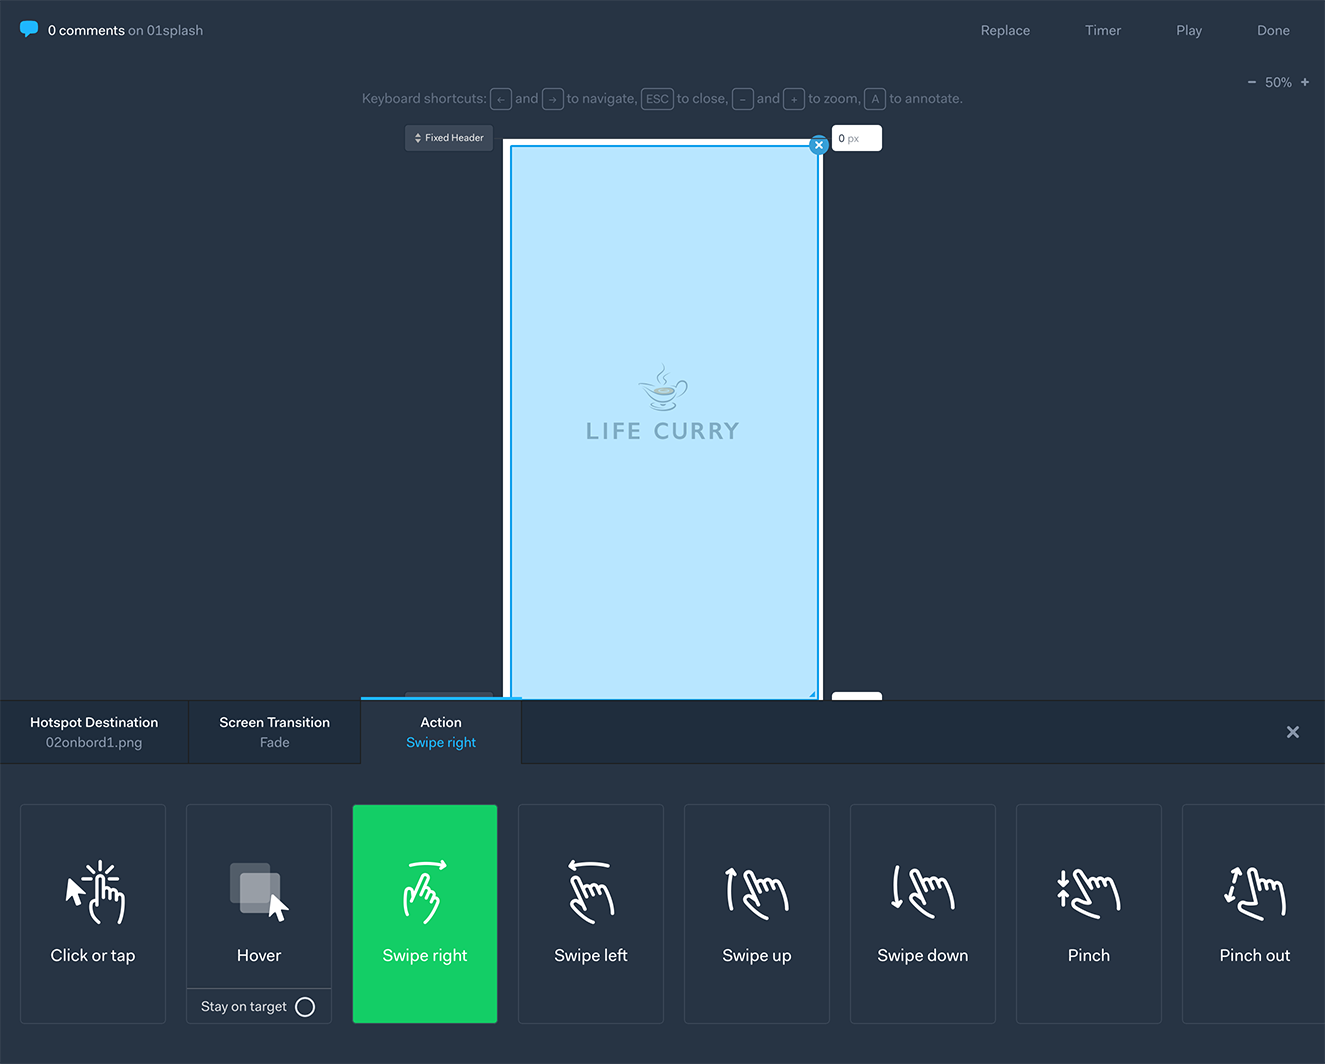 0 comments on 01splash
Replace
Timer
Play
Done
− 50% +
Keyboard shortcuts: ← and → to navigate, ESC to close, − and + to zoom, A to annotate.
Fixed Header
0 px
LIFE CURRY
Hotspot Destination
02onbord1.png
Screen Transition
Fade
Action
Swipe right
Click or tap
Hover
Stay on target
Swipe right
Swipe left
Swipe up
Swipe down
Pinch
Pinch out